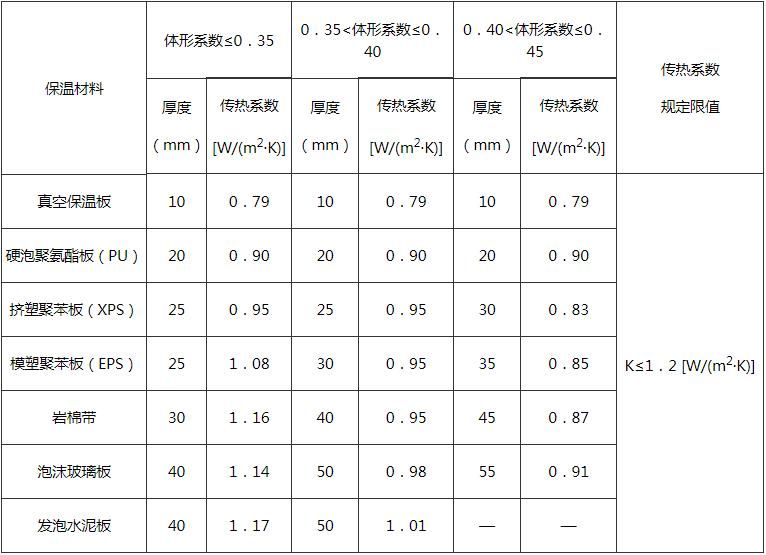 保温材料 体形系数≤0．35 0．35<体形系数≤0．40 0．40<体形系数≤0．45 传热系数规定限值
厚度（mm） 传热系数[W/(m²·K)] 厚度（mm） 传热系数[W/(m²·K)] 厚度（mm） 传热系数[W/(m²·K)]
真空保温板 10 0．79 10 0．79 10 0．79
硬泡聚氨酯板（PU） 20 0．90 20 0．90 20 0．90
挤塑聚苯板（XPS） 25 0．95 25 0．95 30 0．83
模塑聚苯板（EPS） 25 1．08 30 0．95 35 0．85 K≤1．2 [W/(m²·K)]
岩棉带 30 1．16 40 0．95 45 0．87
泡沫玻璃板 40 1．14 50 0．98 55 0．91
发泡水泥板 40 1．17 50 1．01 — —